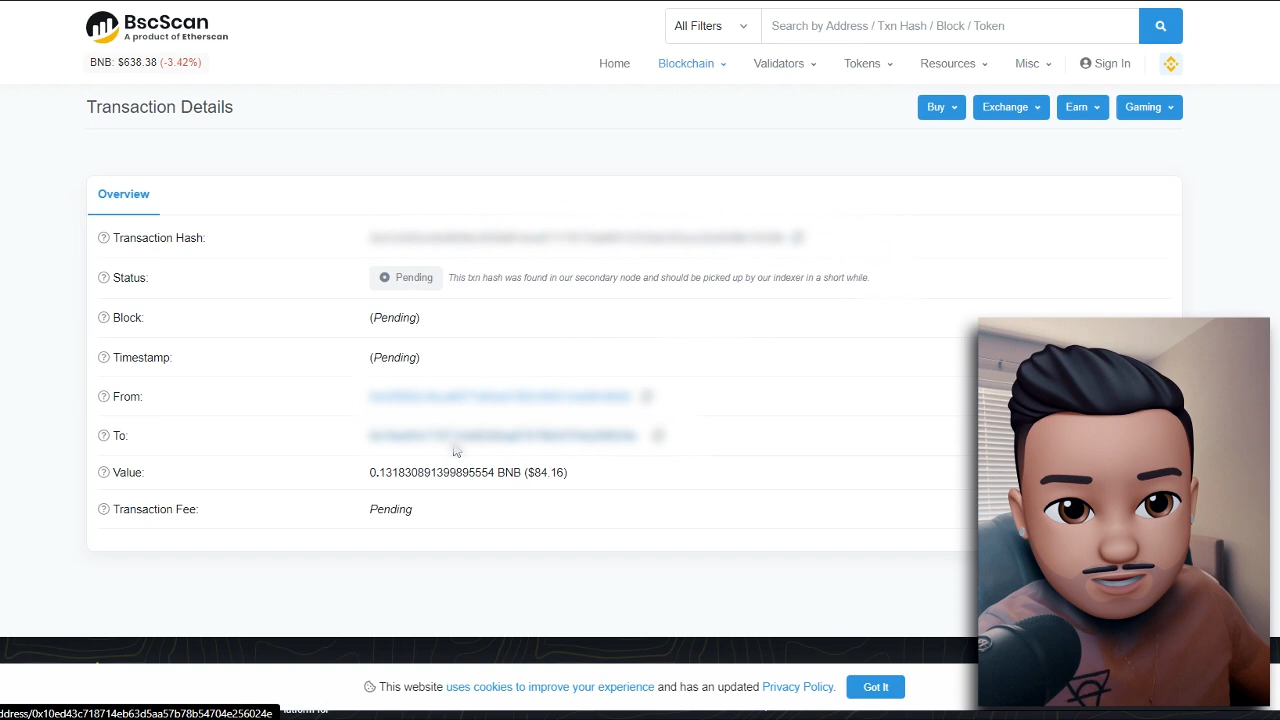 BscScan
A product of Etherscan
All Filters
Search by Address / Txn Hash / Block / Token
BNB: $638.38 (-3.42%)
Home
Blockchain
Validators
Tokens
Resources
Misc
Sign In
Transaction Details
Buy
Exchange
Earn
Gaming
Overview
Transaction Hash:
Status:
Pending
This txn hash was found in our secondary node and should be picked up by our indexer in a short while.
Block:
(Pending)
Timestamp:
(Pending)
From:
To:
Value:
0.131830891399895554 BNB ($84.16)
Transaction Fee:
Pending
This website uses cookies to improve your experience and has an updated Privacy Policy.
Got It
address/0x10ed43c718714eb63d5aa57b78b54704e256024e